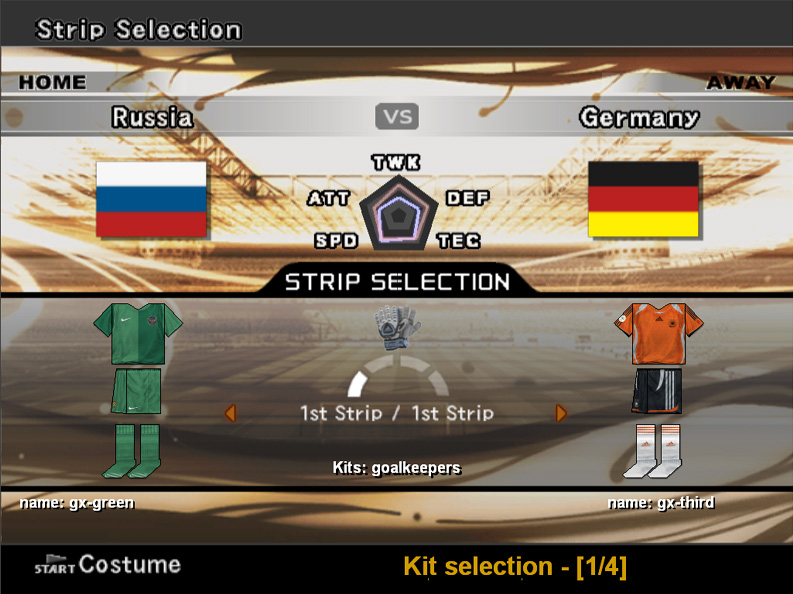 Strip Selection
HOME
AWAY
Russia
VS
Germany
TWK
ATT
DEF
SPD
TEC
STRIP SELECTION
1st Strip / 1st Strip
Kits: goalkeepers
name: gx-green
name: gx-third
START Costume
Kit selection - [1/4]